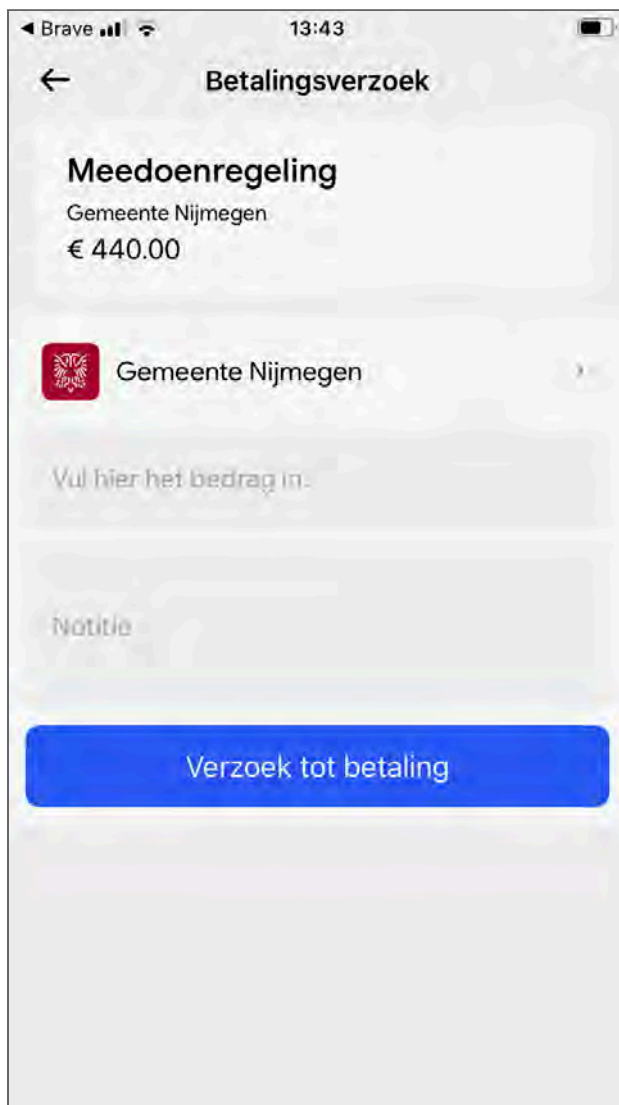 ◀ Brave
13:43
Betalingsverzoek
Meedoenregeling
Gemeente Nijmegen
€ 440.00
Gemeente Nijmegen
Vul hier het bedrag in.
Notitie
Verzoek tot betaling